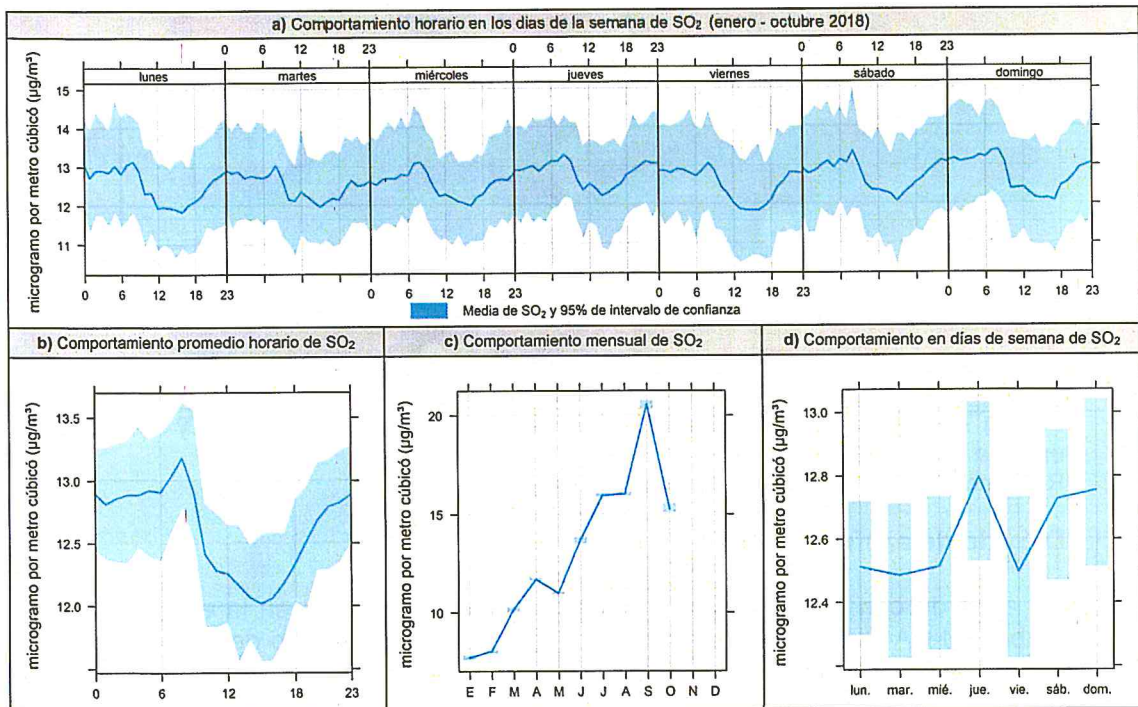 a) Comportamiento horario en los dias de la semana de SO₂ (enero - octubre 2018)
0 6 12 18 23 0 6 12 18 23 0 6 12 18 23
lunes martes miércoles jueves viernes sábado domingo
microgramo por metro cúbicó (µg/m³)
15
14
13
12
11
0 6 12 18 23 0 6 12 18 23 0 6 12 18 23 0 6 12 18 23
Media de SO₂ y 95% de intervalo de confianza
b) Comportamiento promedio horario de SO₂
microgramo por metro cúbicó (µg/m³)
13.5
13.0
12.5
12.0
0 6 12 18 23
c) Comportamiento mensual de SO₂
microgramo por metro cúbicó (µg/m³)
20
15
10
E F M A M J J A S O N D
d) Comportamiento en días de semana de SO₂
microgramo por metro cúbicó (µg/m³)
13.0
12.8
12.6
12.4
lun. mar. mié. jue. vie. sáb. dom.